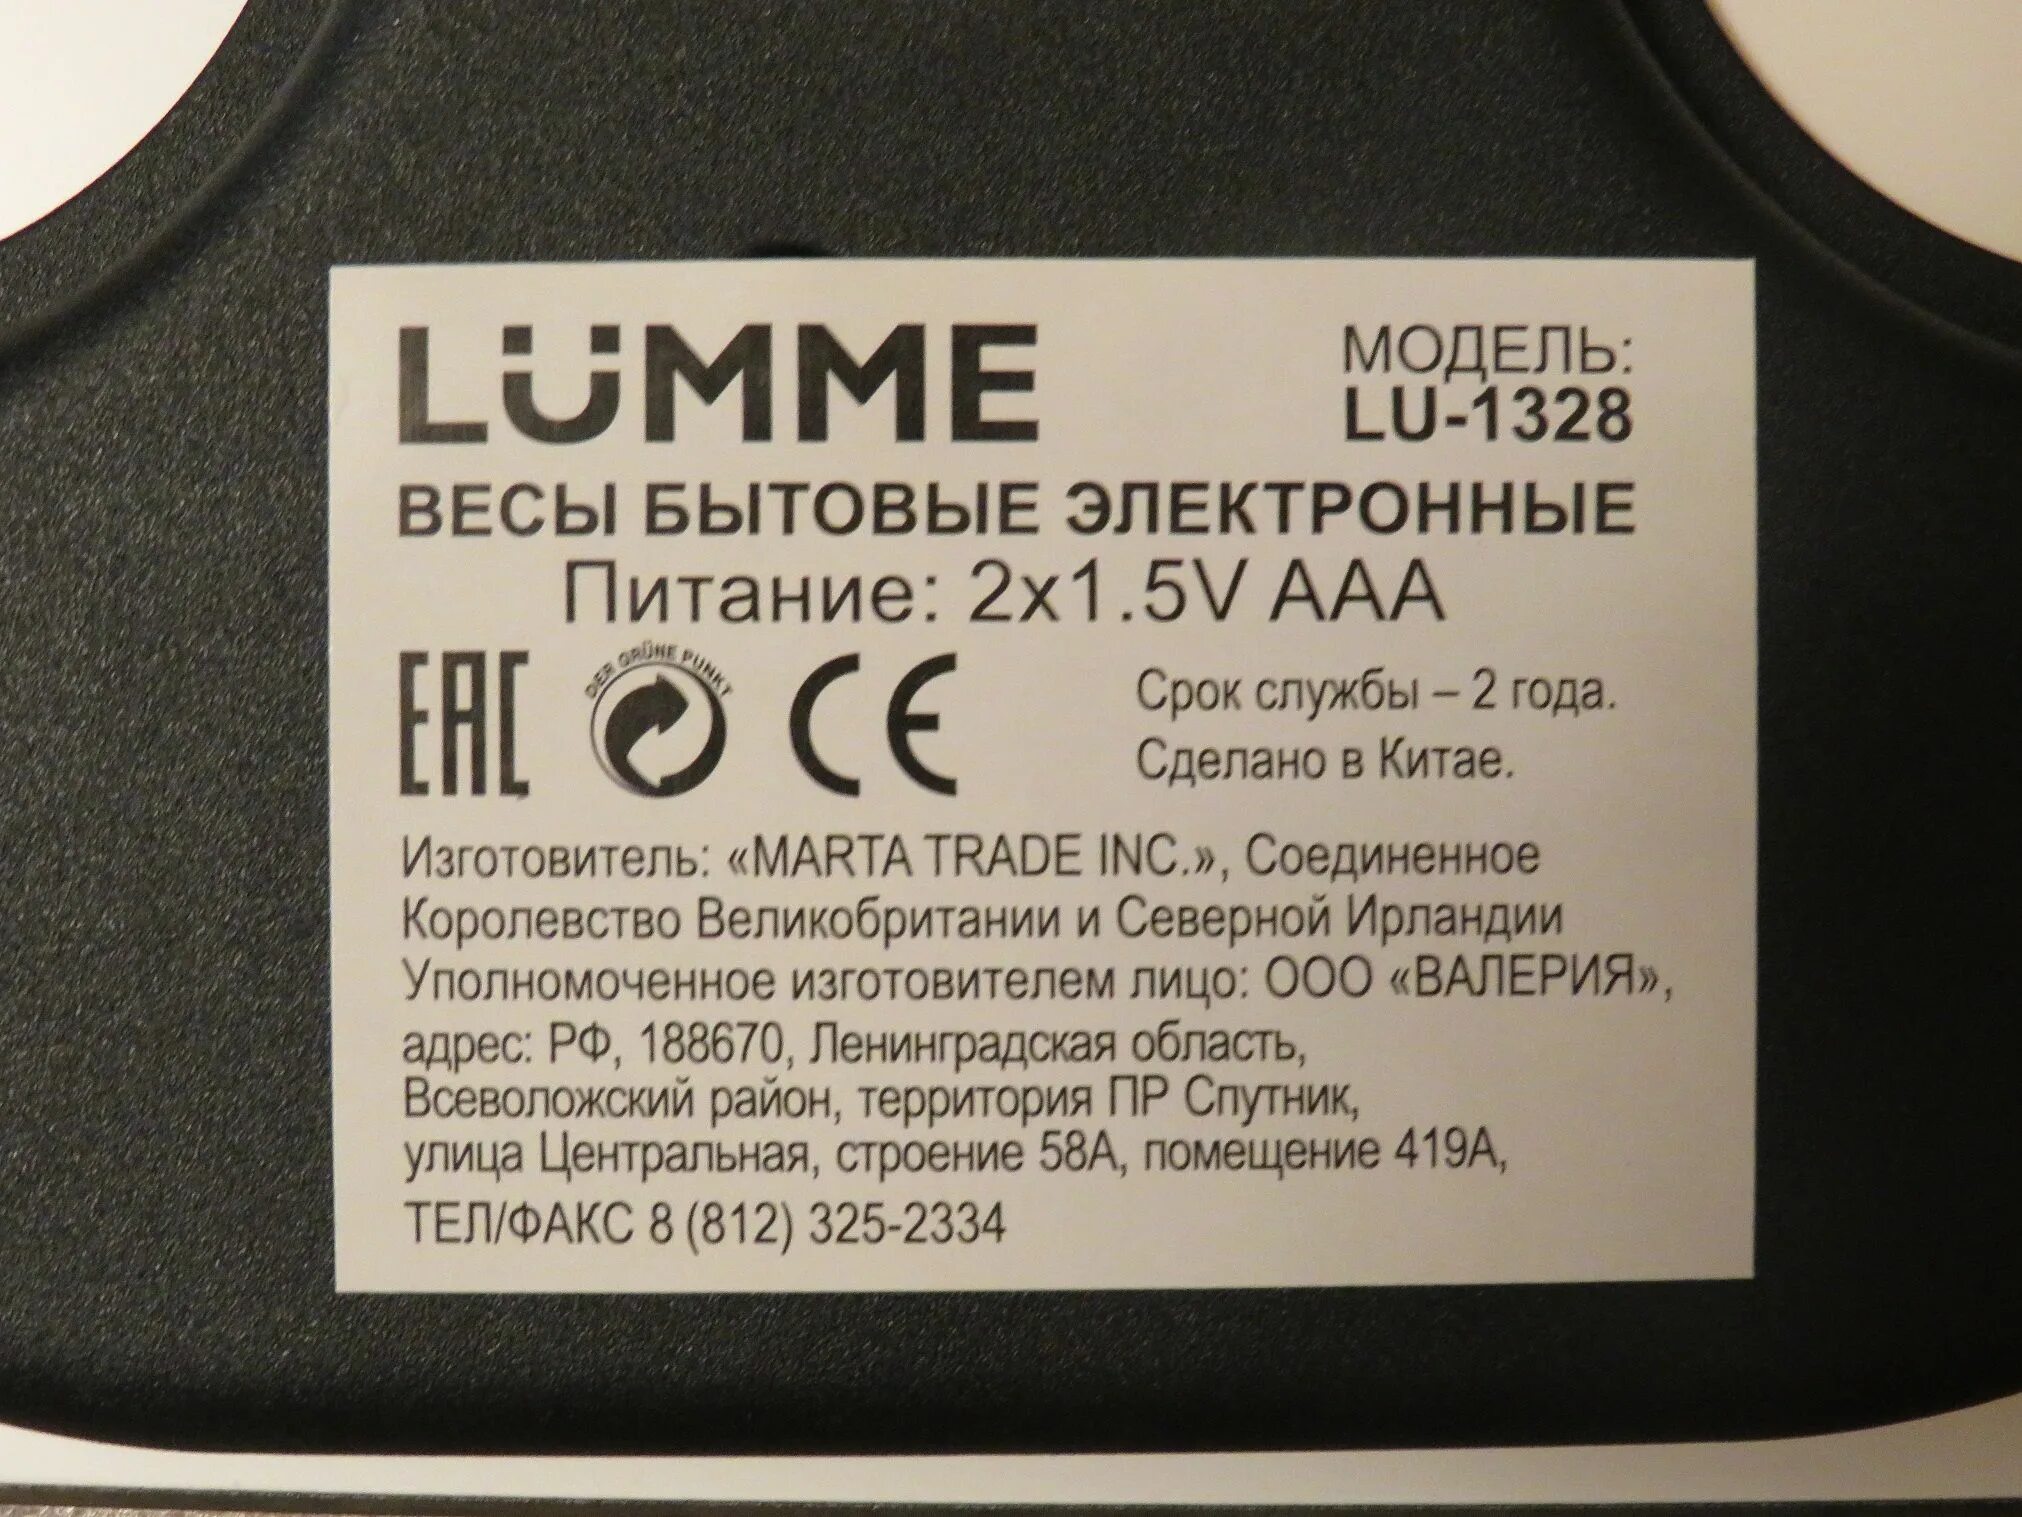 LÜMME
МОДЕЛЬ:
LU-1328
ВЕСЫ БЫТОВЫЕ ЭЛЕКТРОННЫЕ
Питание: 2x1.5V AAA
EAC
DER GRÜNE PUNKT
CE
Срок службы – 2 года.
Сделано в Китае.
Изготовитель: «MARTA TRADE INC.», Соединенное
Королевство Великобритании и Северной Ирландии
Уполномоченное изготовителем лицо: ООО «ВАЛЕРИЯ»,
адрес: РФ, 188670, Ленинградская область,
Всеволожский район, территория ПР Спутник,
улица Центральная, строение 58А, помещение 419А,
ТЕЛ/ФАКС 8 (812) 325-2334